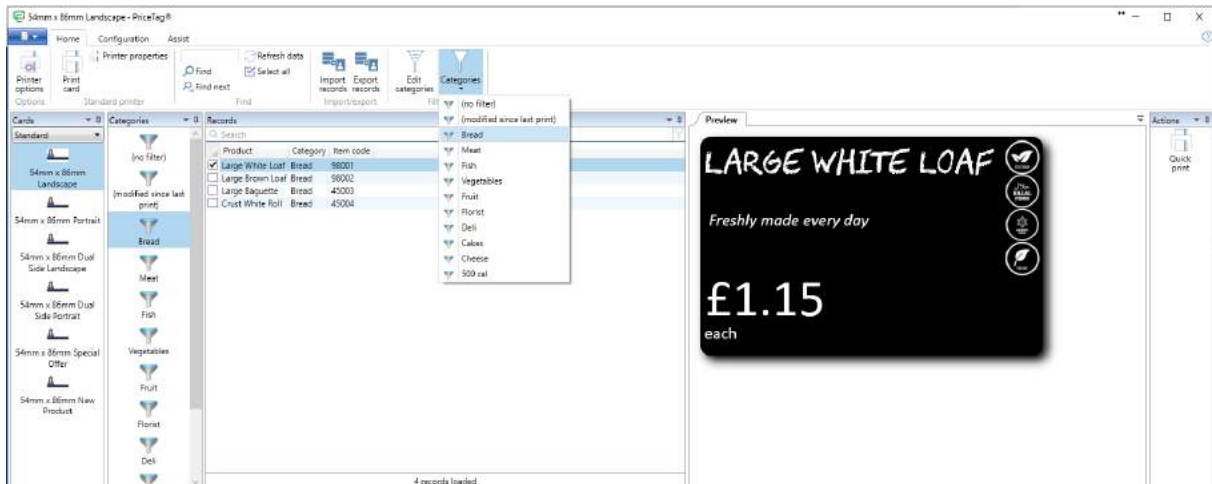 54mm x 86mm Landscape - PriceTag®
Home Configuration Assist
Printer options
Print card
Printer properties
Find
Find next
Refresh data
Select all
Import records
Export records
Edit categories
Categories
Options
Standard printer
Find
Import/export
Cards
Standard
54mm x 86mm Landscape
54mm x 86mm Portrait
54mm x 86mm Dual Side Landscape
54mm x 86mm Dual Side Portrait
54mm x 86mm Special Offer
54mm x 86mm New Product
Categories
(no filter)
(modified since last print)
Bread
Meat
Fish
Vegetables
Fruit
Florist
Deli
Records
Search
Product Category Item code
Large White Loaf Bread 98001
Large Brown Loaf Bread 98002
Large Baguette Bread 45003
Crust White Roll Bread 45004
4 records loaded
(no filter)
(modified since last print)
Bread
Meat
Fish
Vegetables
Fruit
Florist
Deli
Cakes
Cheese
500 cal
Preview
LARGE WHITE LOAF
Freshly made every day
£1.15
each
Actions
Quick print